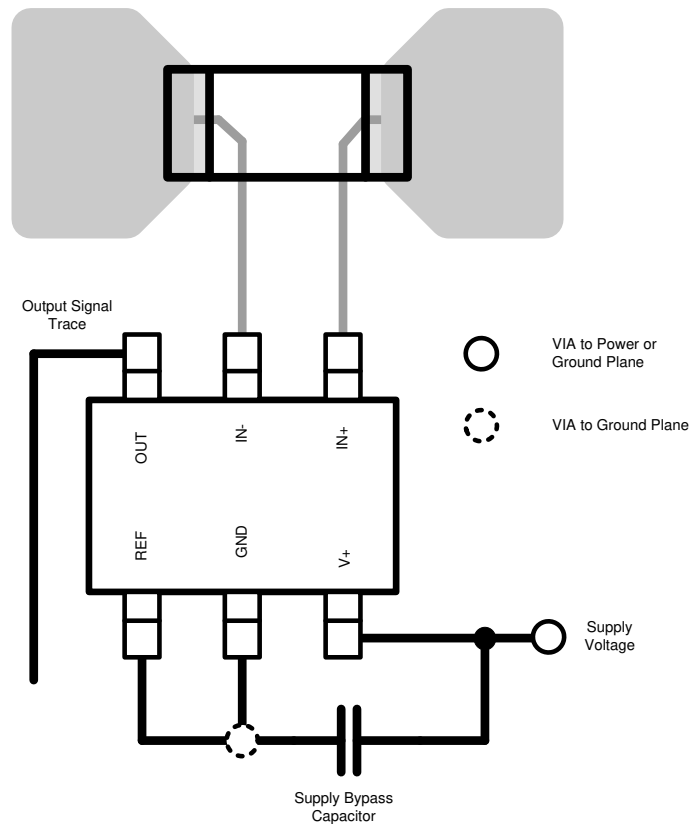 Output Signal
Trace
VIA to Power or
Ground Plane
VIA to Ground Plane
OUT
IN-
IN+
REF
GND
V+
Supply
Voltage
Supply Bypass
Capacitor